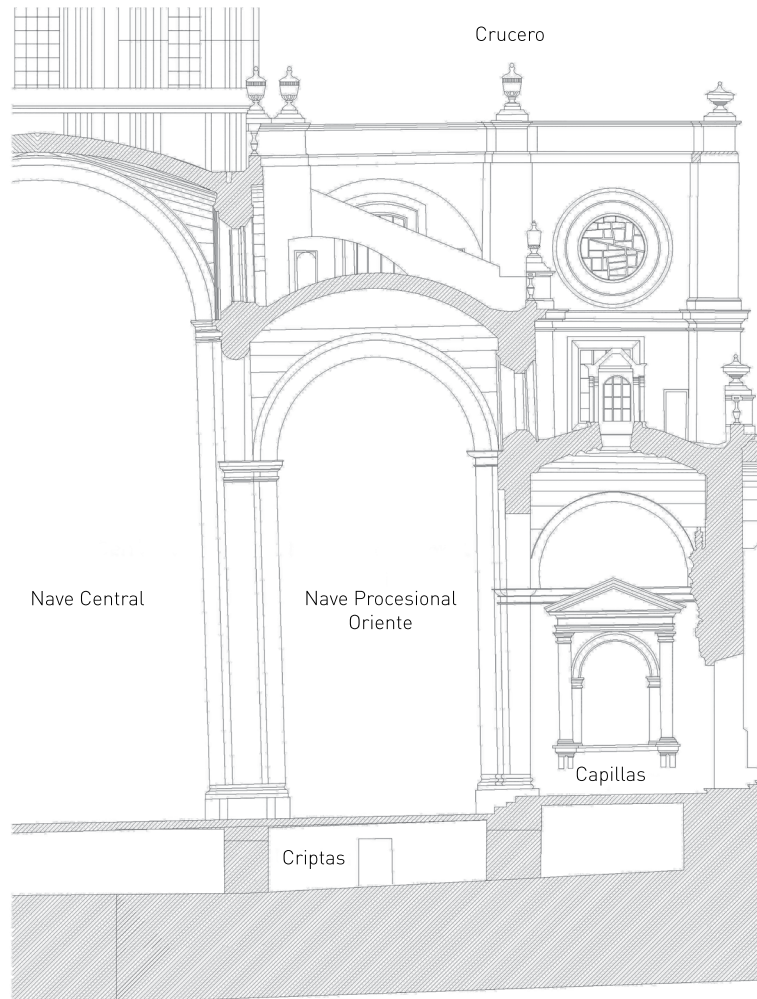 Crucero
Nave Central
Nave Procesional
Oriente
Capillas
Criptas